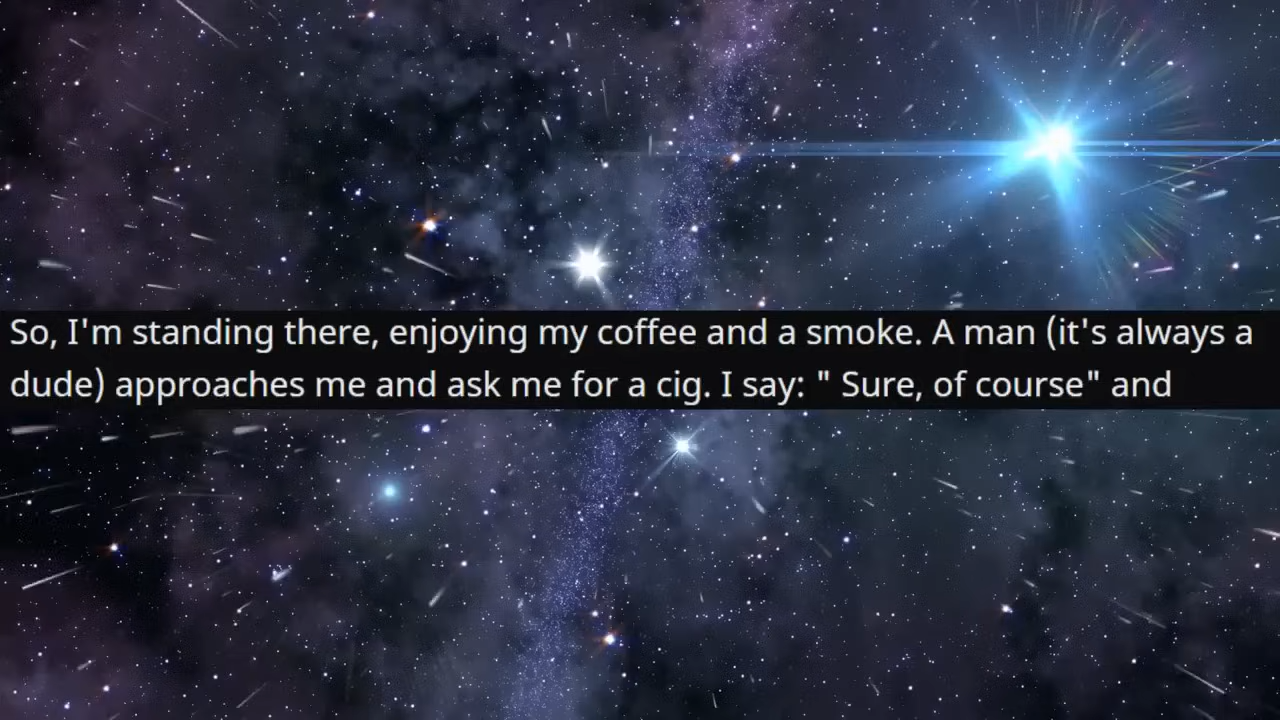 So, I'm standing there, enjoying my coffee and a smoke. A man (it's always a
dude) approaches me and ask me for a cig. I say: " Sure, of course" and